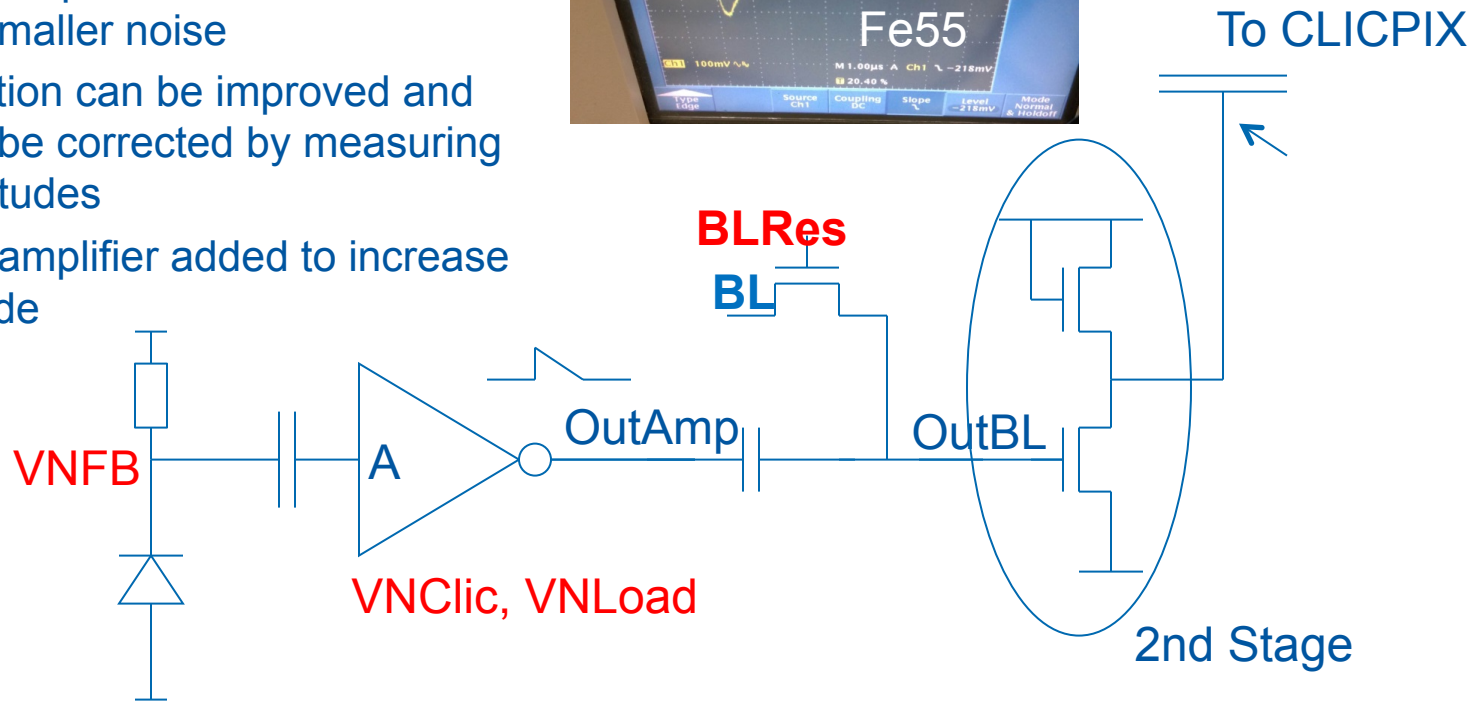 maller noise
tion can be improved and
be corrected by measuring
tudes
amplifier added to increase
de
Fe55
Ch1 100mV
M 1.00µs A Ch1 -218mV
20.40 %
Type
Edge
Source
Ch1
Coupling
DC
Slope
Level
-218mV
Mode
Normal
& Holdoff
To CLICPIX
BLRes
BL
OutAmp
OutBL
VNFB
A
VNClic, VNLoad
2nd Stage